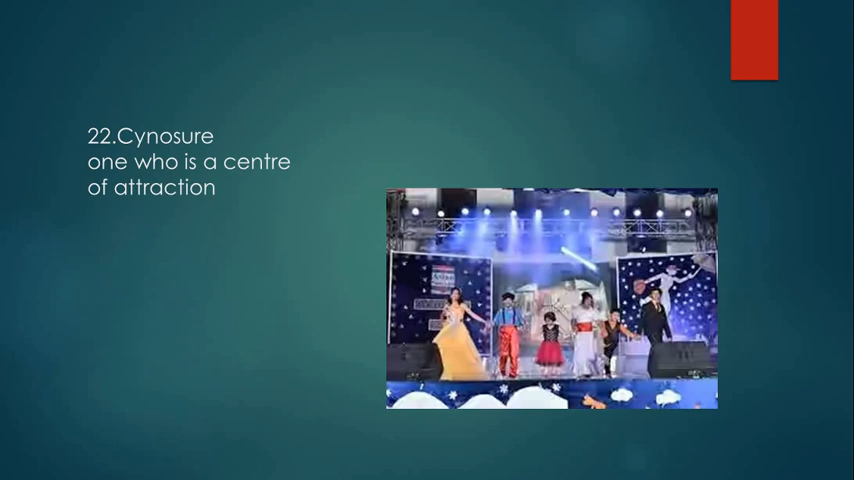 22.Cynosure
one who is a centre
of attraction